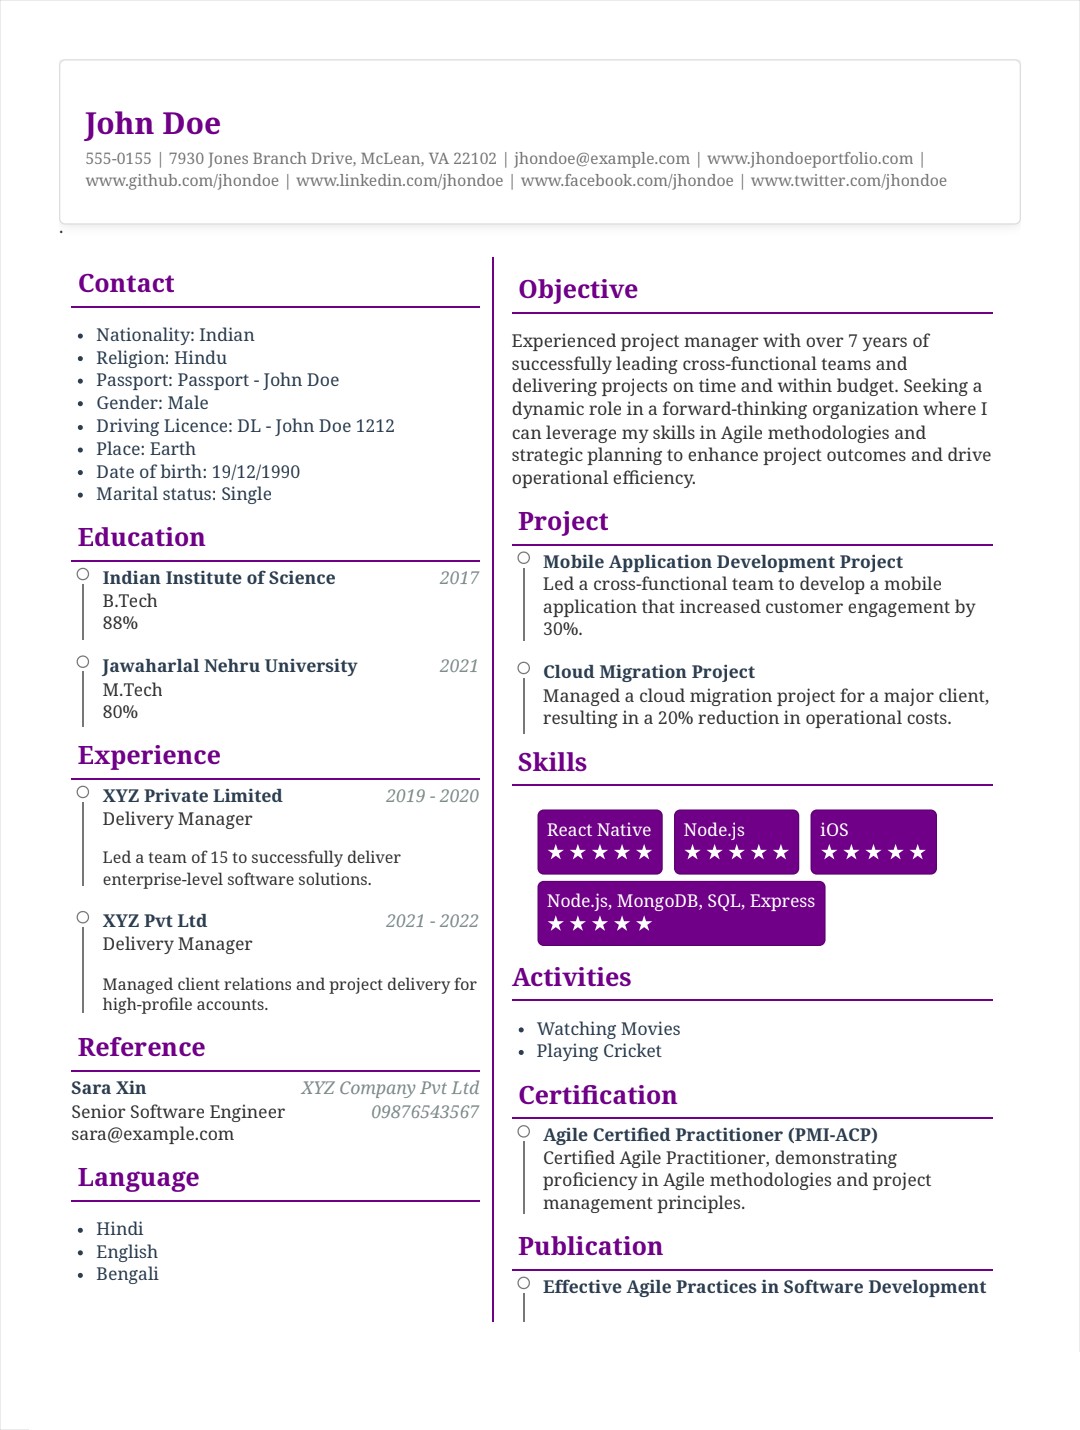 John Doe
555-0155 | 7930 Jones Branch Drive, McLean, VA 22102 | jhondoe@example.com | www.jhondoeportfolio.com |
www.github.com/jhondoe | www.linkedin.com/jhondoe | www.facebook.com/jhondoe | www.twitter.com/jhondoe
.
Contact
• Nationality: Indian
• Religion: Hindu
• Passport: Passport - John Doe
• Gender: Male
• Driving Licence: DL - John Doe 1212
• Place: Earth
• Date of birth: 19/12/1990
• Marital status: Single
Education
Indian Institute of Science 2017
B.Tech
88%
Jawaharlal Nehru University 2021
M.Tech
80%
Experience
XYZ Private Limited 2019 - 2020
Delivery Manager
Led a team of 15 to successfully deliver
enterprise-level software solutions.
XYZ Pvt Ltd 2021 - 2022
Delivery Manager
Managed client relations and project delivery for
high-profile accounts.
Reference
Sara Xin XYZ Company Pvt Ltd
Senior Software Engineer 09876543567
sara@example.com
Language
• Hindi
• English
• Bengali
Objective
Experienced project manager with over 7 years of
successfully leading cross-functional teams and
delivering projects on time and within budget. Seeking a
dynamic role in a forward-thinking organization where I
can leverage my skills in Agile methodologies and
strategic planning to enhance project outcomes and drive
operational efficiency.
Project
Mobile Application Development Project
Led a cross-functional team to develop a mobile
application that increased customer engagement by
30%.
Cloud Migration Project
Managed a cloud migration project for a major client,
resulting in a 20% reduction in operational costs.
Skills
React Native Node.js iOS
★ ★ ★ ★ ★ ★ ★ ★ ★ ★ ★ ★ ★ ★ ★
Node.js, MongoDB, SQL, Express
★ ★ ★ ★ ★
Activities
• Watching Movies
• Playing Cricket
Certification
Agile Certified Practitioner (PMI-ACP)
Certified Agile Practitioner, demonstrating
proficiency in Agile methodologies and project
management principles.
Publication
Effective Agile Practices in Software Development